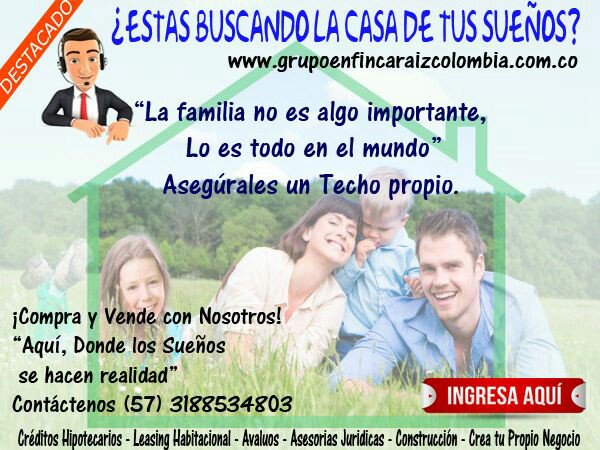 DESTACADO
¿ESTAS BUSCANDO LA CASA DE TUS SUEÑOS?
www.grupoenfincaraizcolombia.com.co
“La familia no es algo importante,
Lo es todo en el mundo”
Asegúrales un Techo propio.
¡Compra y Vende con Nosotros!
“Aquí, Donde los Sueños
se hacen realidad”
Contáctenos (57) 3188534803
INGRESA AQUÍ
Créditos Hipotecarios - Leasing Habitacional - Avaluos - Asesorias Juridicas - Construcción - Crea tu Propio Negocio